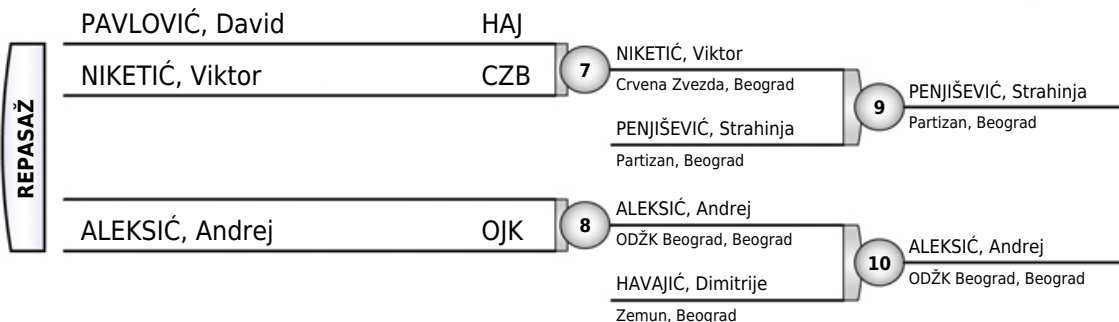 PAVLOVIĆ, David HAJ
NIKETIĆ, Viktor CZB
REPASAŽ
7
NIKETIĆ, Viktor
Crvena Zvezda, Beograd
PENJIŠEVIĆ, Strahinja
Partizan, Beograd
9
PENJIŠEVIĆ, Strahinja
Partizan, Beograd
ALEKSIĆ, Andrej OJK
8
ALEKSIĆ, Andrej
ODŽK Beograd, Beograd
HAVAJIĆ, Dimitrije
Zemun, Beograd
10
ALEKSIĆ, Andrej
ODŽK Beograd, Beograd